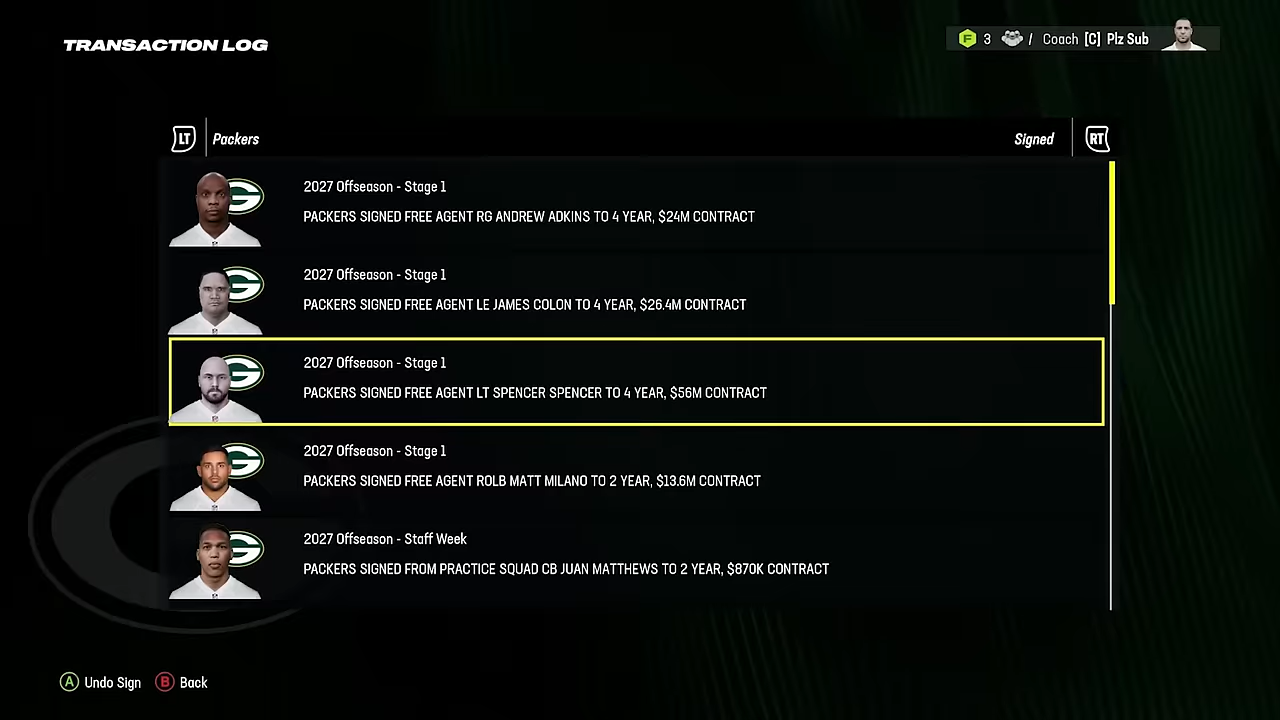 TRANSACTION LOG
F 3 / Coach [C] Plz Sub
LT Packers Signed RT
2027 Offseason - Stage 1
PACKERS SIGNED FREE AGENT RG ANDREW ADKINS TO 4 YEAR, $24M CONTRACT
2027 Offseason - Stage 1
PACKERS SIGNED FREE AGENT LE JAMES COLON TO 4 YEAR, $26.4M CONTRACT
2027 Offseason - Stage 1
PACKERS SIGNED FREE AGENT LT SPENCER SPENCER TO 4 YEAR, $56M CONTRACT
2027 Offseason - Stage 1
PACKERS SIGNED FREE AGENT ROLB MATT MILANO TO 2 YEAR, $13.6M CONTRACT
2027 Offseason - Staff Week
PACKERS SIGNED FROM PRACTICE SQUAD CB JUAN MATTHEWS TO 2 YEAR, $870K CONTRACT
A Undo Sign B Back